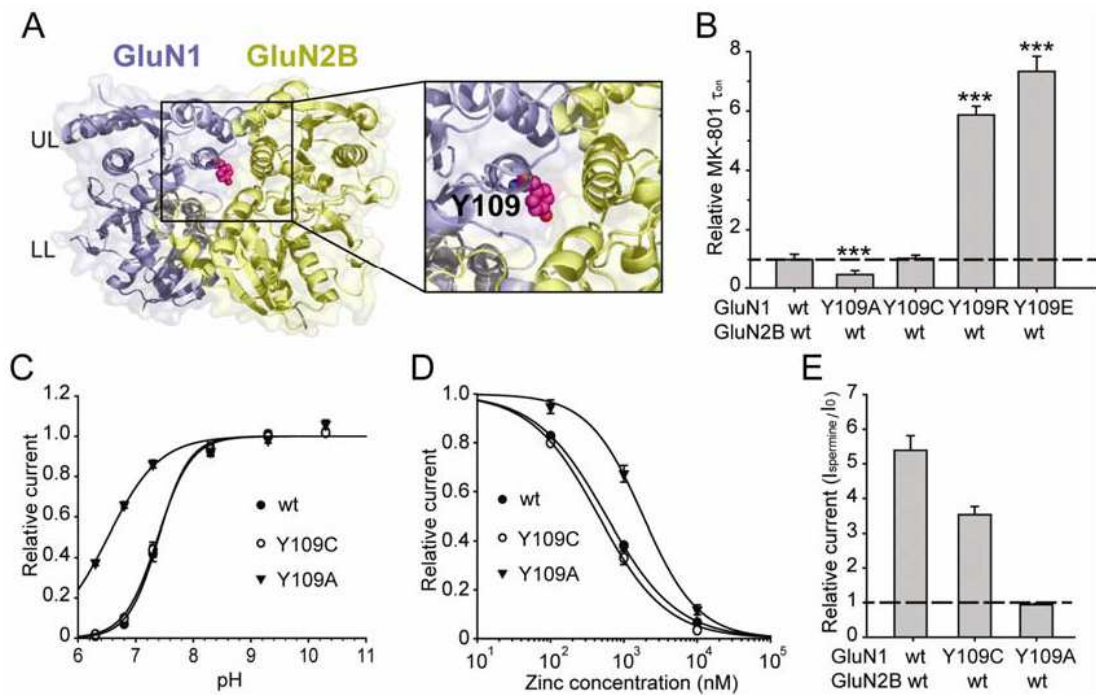 A
GluN1 GluN2B
UL
LL
Y109
B
Relative MK-801 τon
8
6
4
2
0
***
***
***
GluN1 wt Y109A Y109C Y109R Y109E
GluN2B wt wt wt wt wt
C
Relative current
1.2
1.0
0.8
0.6
0.4
0.2
0
6 7 8 9 10 11
pH
wt
Y109C
Y109A
D
Relative current
1.0
0.8
0.6
0.4
0.2
0
10¹ 10² 10³ 10⁴ 10⁵
Zinc concentration (nM)
wt
Y109C
Y109A
E
Relative current (Ispermine/I0)
7
6
5
4
3
2
1
0
GluN1 wt Y109C Y109A
GluN2B wt wt wt